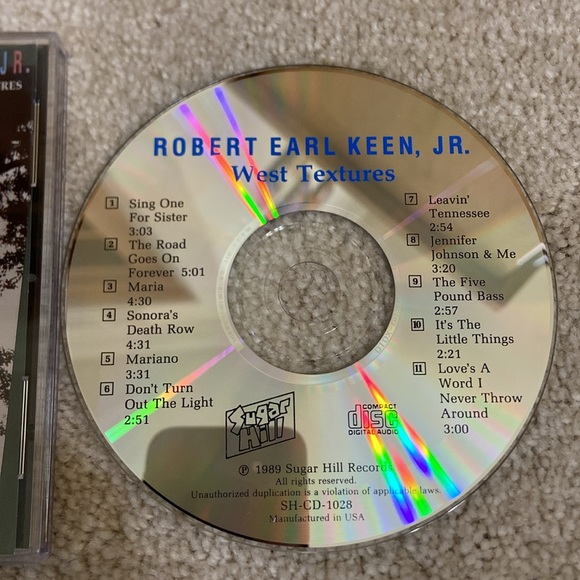 JR.
ROBERT EARL KEEN, JR.
West Textures
1 Sing One
For Sister
3:03
2 The Road
Goes On
Forever 5:01
3 Maria
4:30
4 Sonora's
Death Row
4:31
5 Mariano
3:31
6 Don't Turn
Out The Light
2:51
7 Leavin'
Tennessee
2:54
8 Jennifer
Johnson & Me
3:20
9 The Five
Pound Bass
2:57
10 It's The
Little Things
2:21
11 Love's A
Word I
Never Throw
Around
3:00
Sugar
Hill
COMPACT
disc
DIGITAL AUDIO
℗ 1989 Sugar Hill Records
All rights reserved.
Unauthorized duplication is a violation of applicable laws.
SH-CD-1028
Manufactured in USA